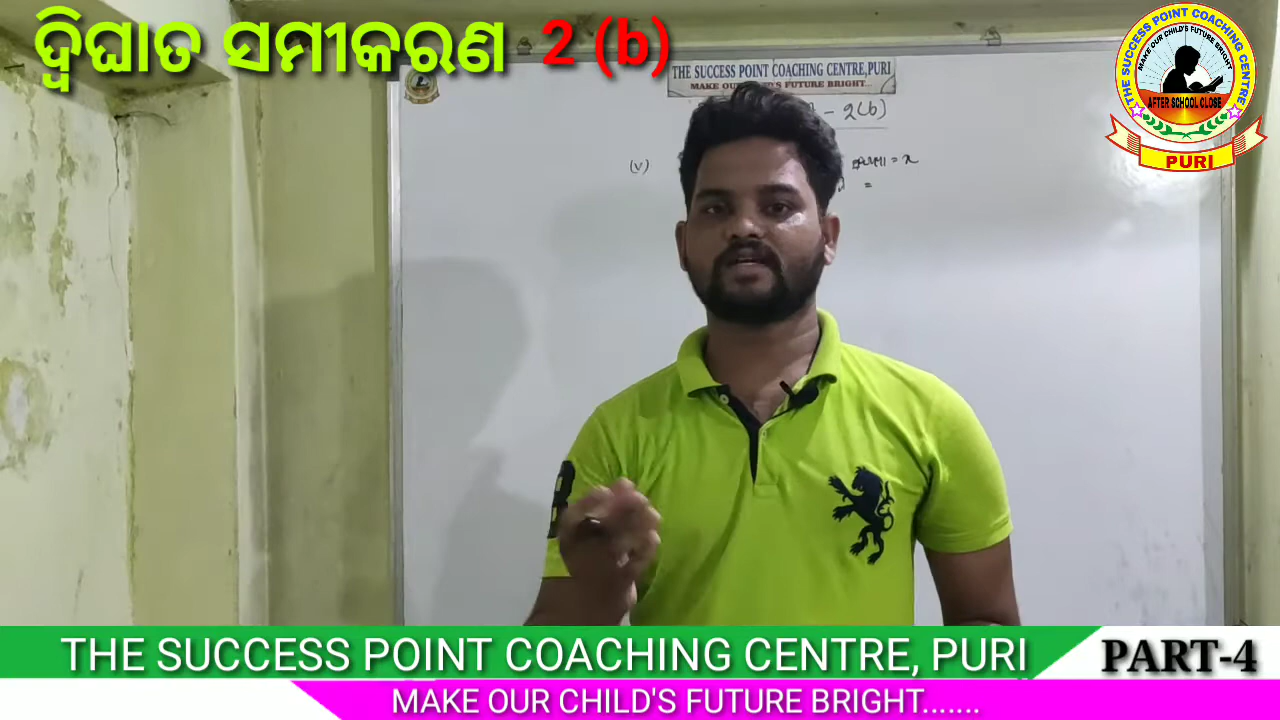 ଦ୍ୱିଘାତ ସମୀକରଣ 2 (b)
THE SUCCESS POINT COACHING CENTRE
MAKE OUR CHILD'S FUTURE BRIGHT
AFTER SCHOOL CLOSE
PURI
THE SUCCESS POINT COACHING CENTRE,PURI
MAKE OUR 'S FUTURE BRIGHT...
- 2(b)
(v) = x
=
THE SUCCESS POINT COACHING CENTRE, PURI
PART-4
MAKE OUR CHILD'S FUTURE BRIGHT.......